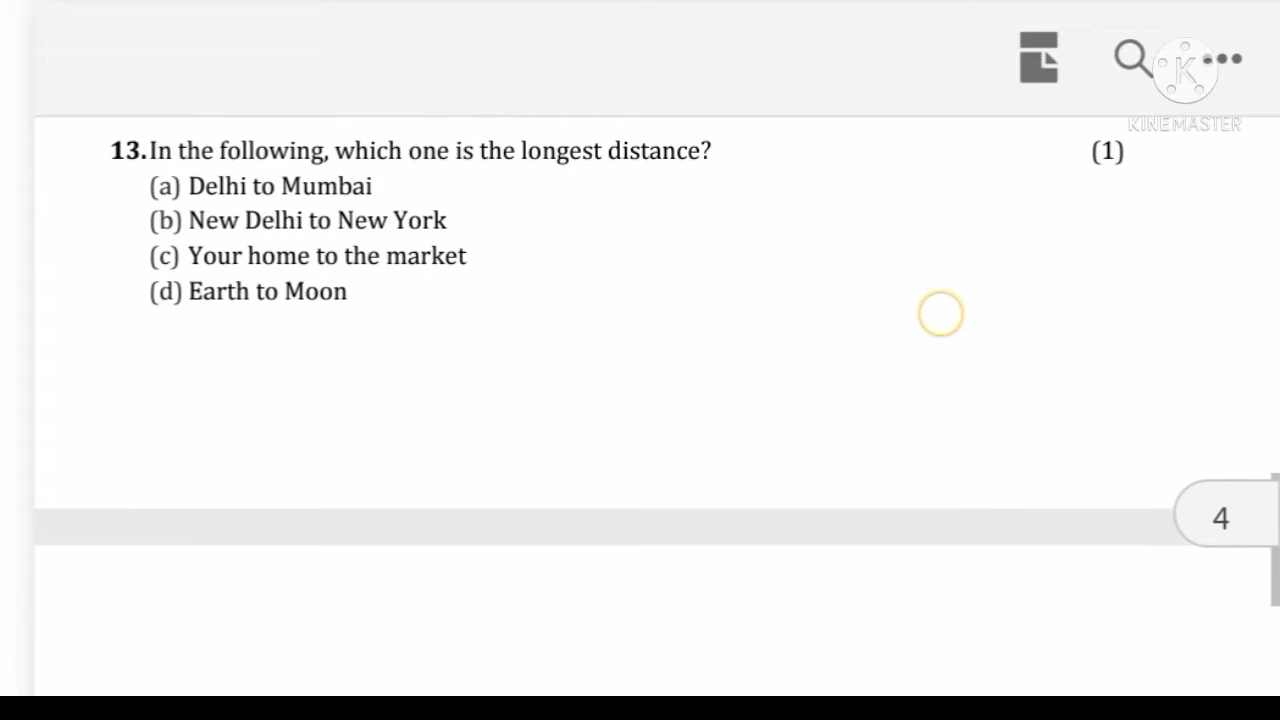 K
KINEMASTER
13. In the following, which one is the longest distance? (1)
(a) Delhi to Mumbai
(b) New Delhi to New York
(c) Your home to the market
(d) Earth to Moon
4